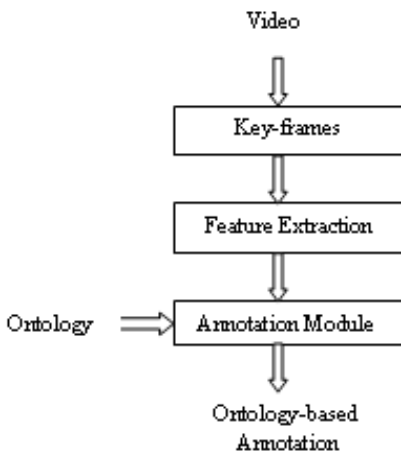 Video
Key-frames
Feature Extraction
Ontology
Annotation Module
Ontology-based
Annotation